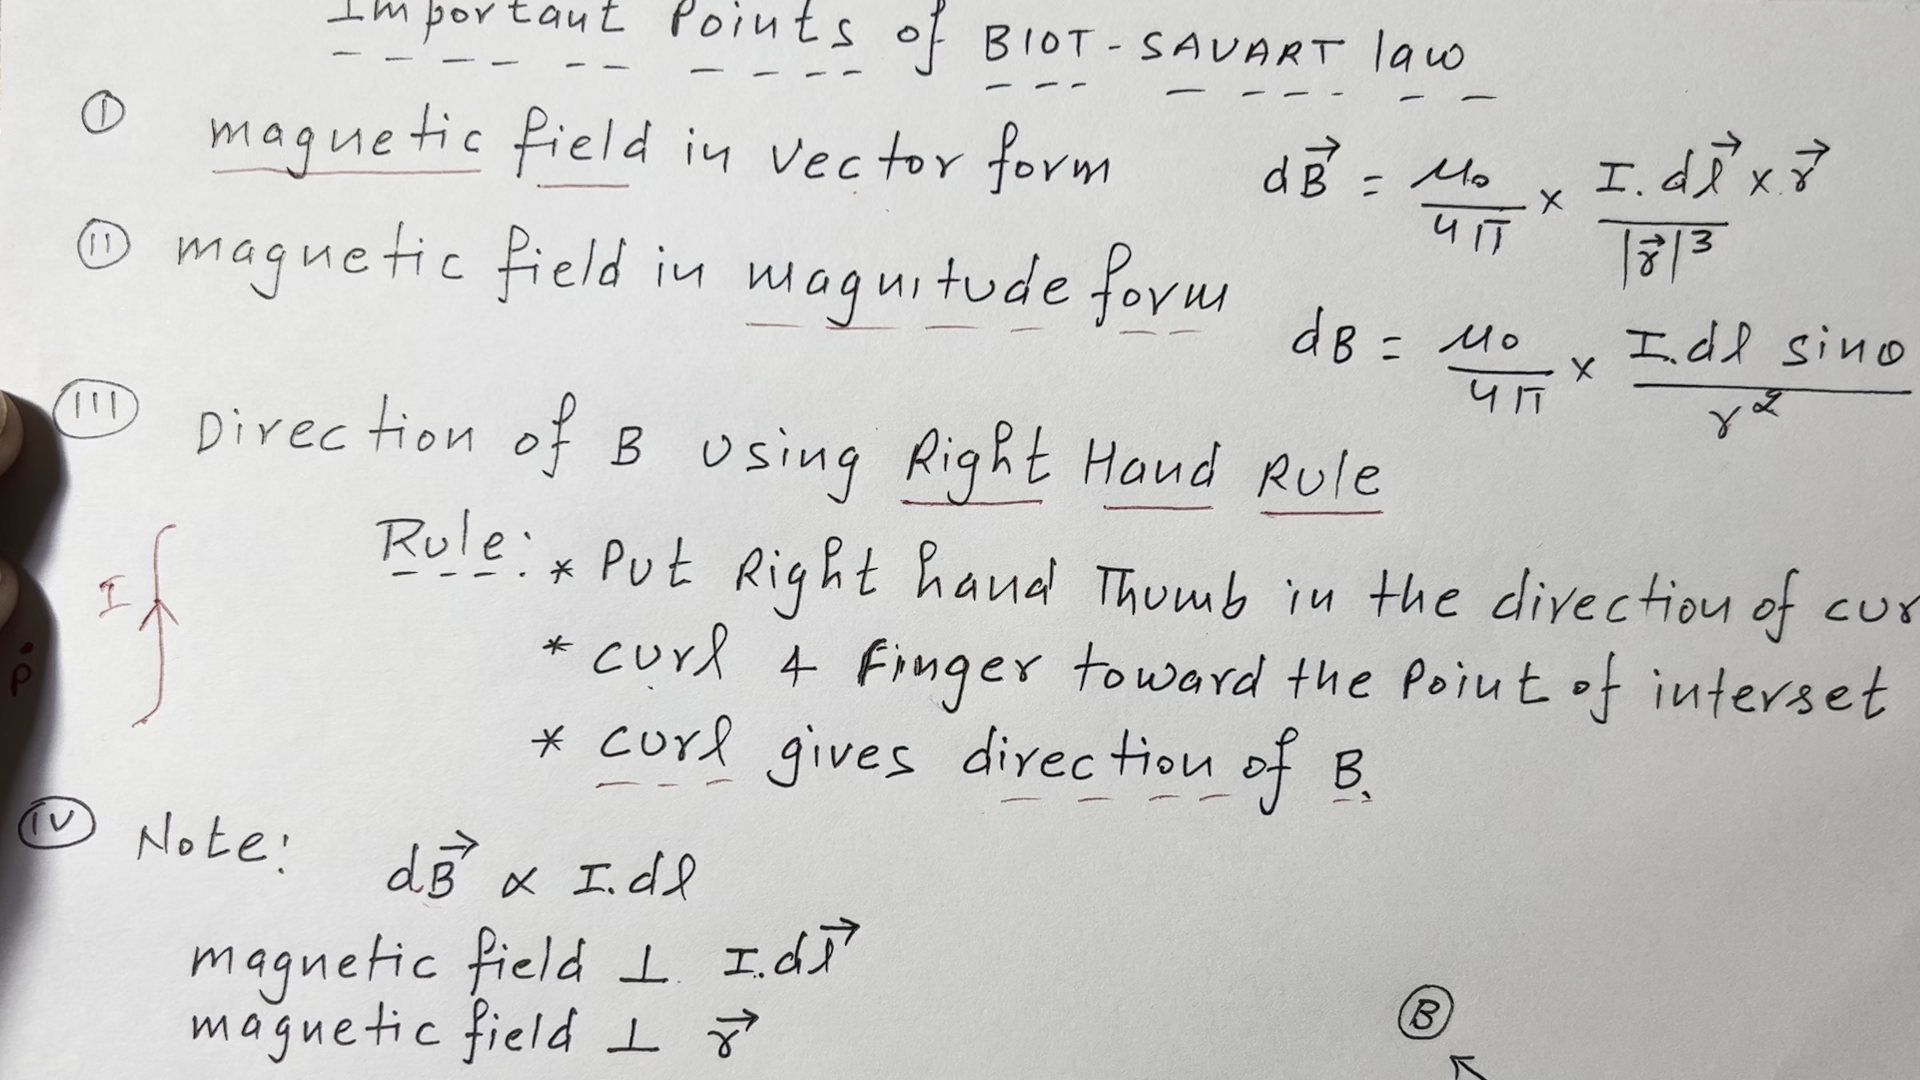 Important Points of BIOT-SAVART law
I magnetic field in vector form dB⃗ = μ₀/4π × I.dl⃗ × r⃗/|r⃗|³
II magnetic field in magnitude form dB = μ₀/4π × I.dl sinθ/r²
III Direction of B using Right Hand Rule
Rule: * Put Right hand Thumb in the direction of cur
I
* curl 4 Finger toward the Point of interset
P
* curl gives direction of B.
IV Note: dB⃗ ∝ I.dl
magnetic field ⊥ I.dl⃗
magnetic field ⊥ r⃗
B